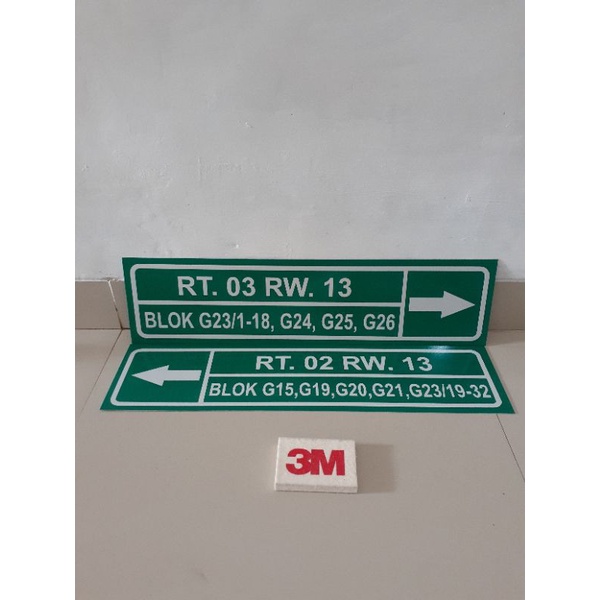 RT. 03 RW. 13
BLOK G23/1-18, G24, G25, G26
RT. 02 RW. 13
BLOK G15,G19,G20,G21,G23/19-32
3M